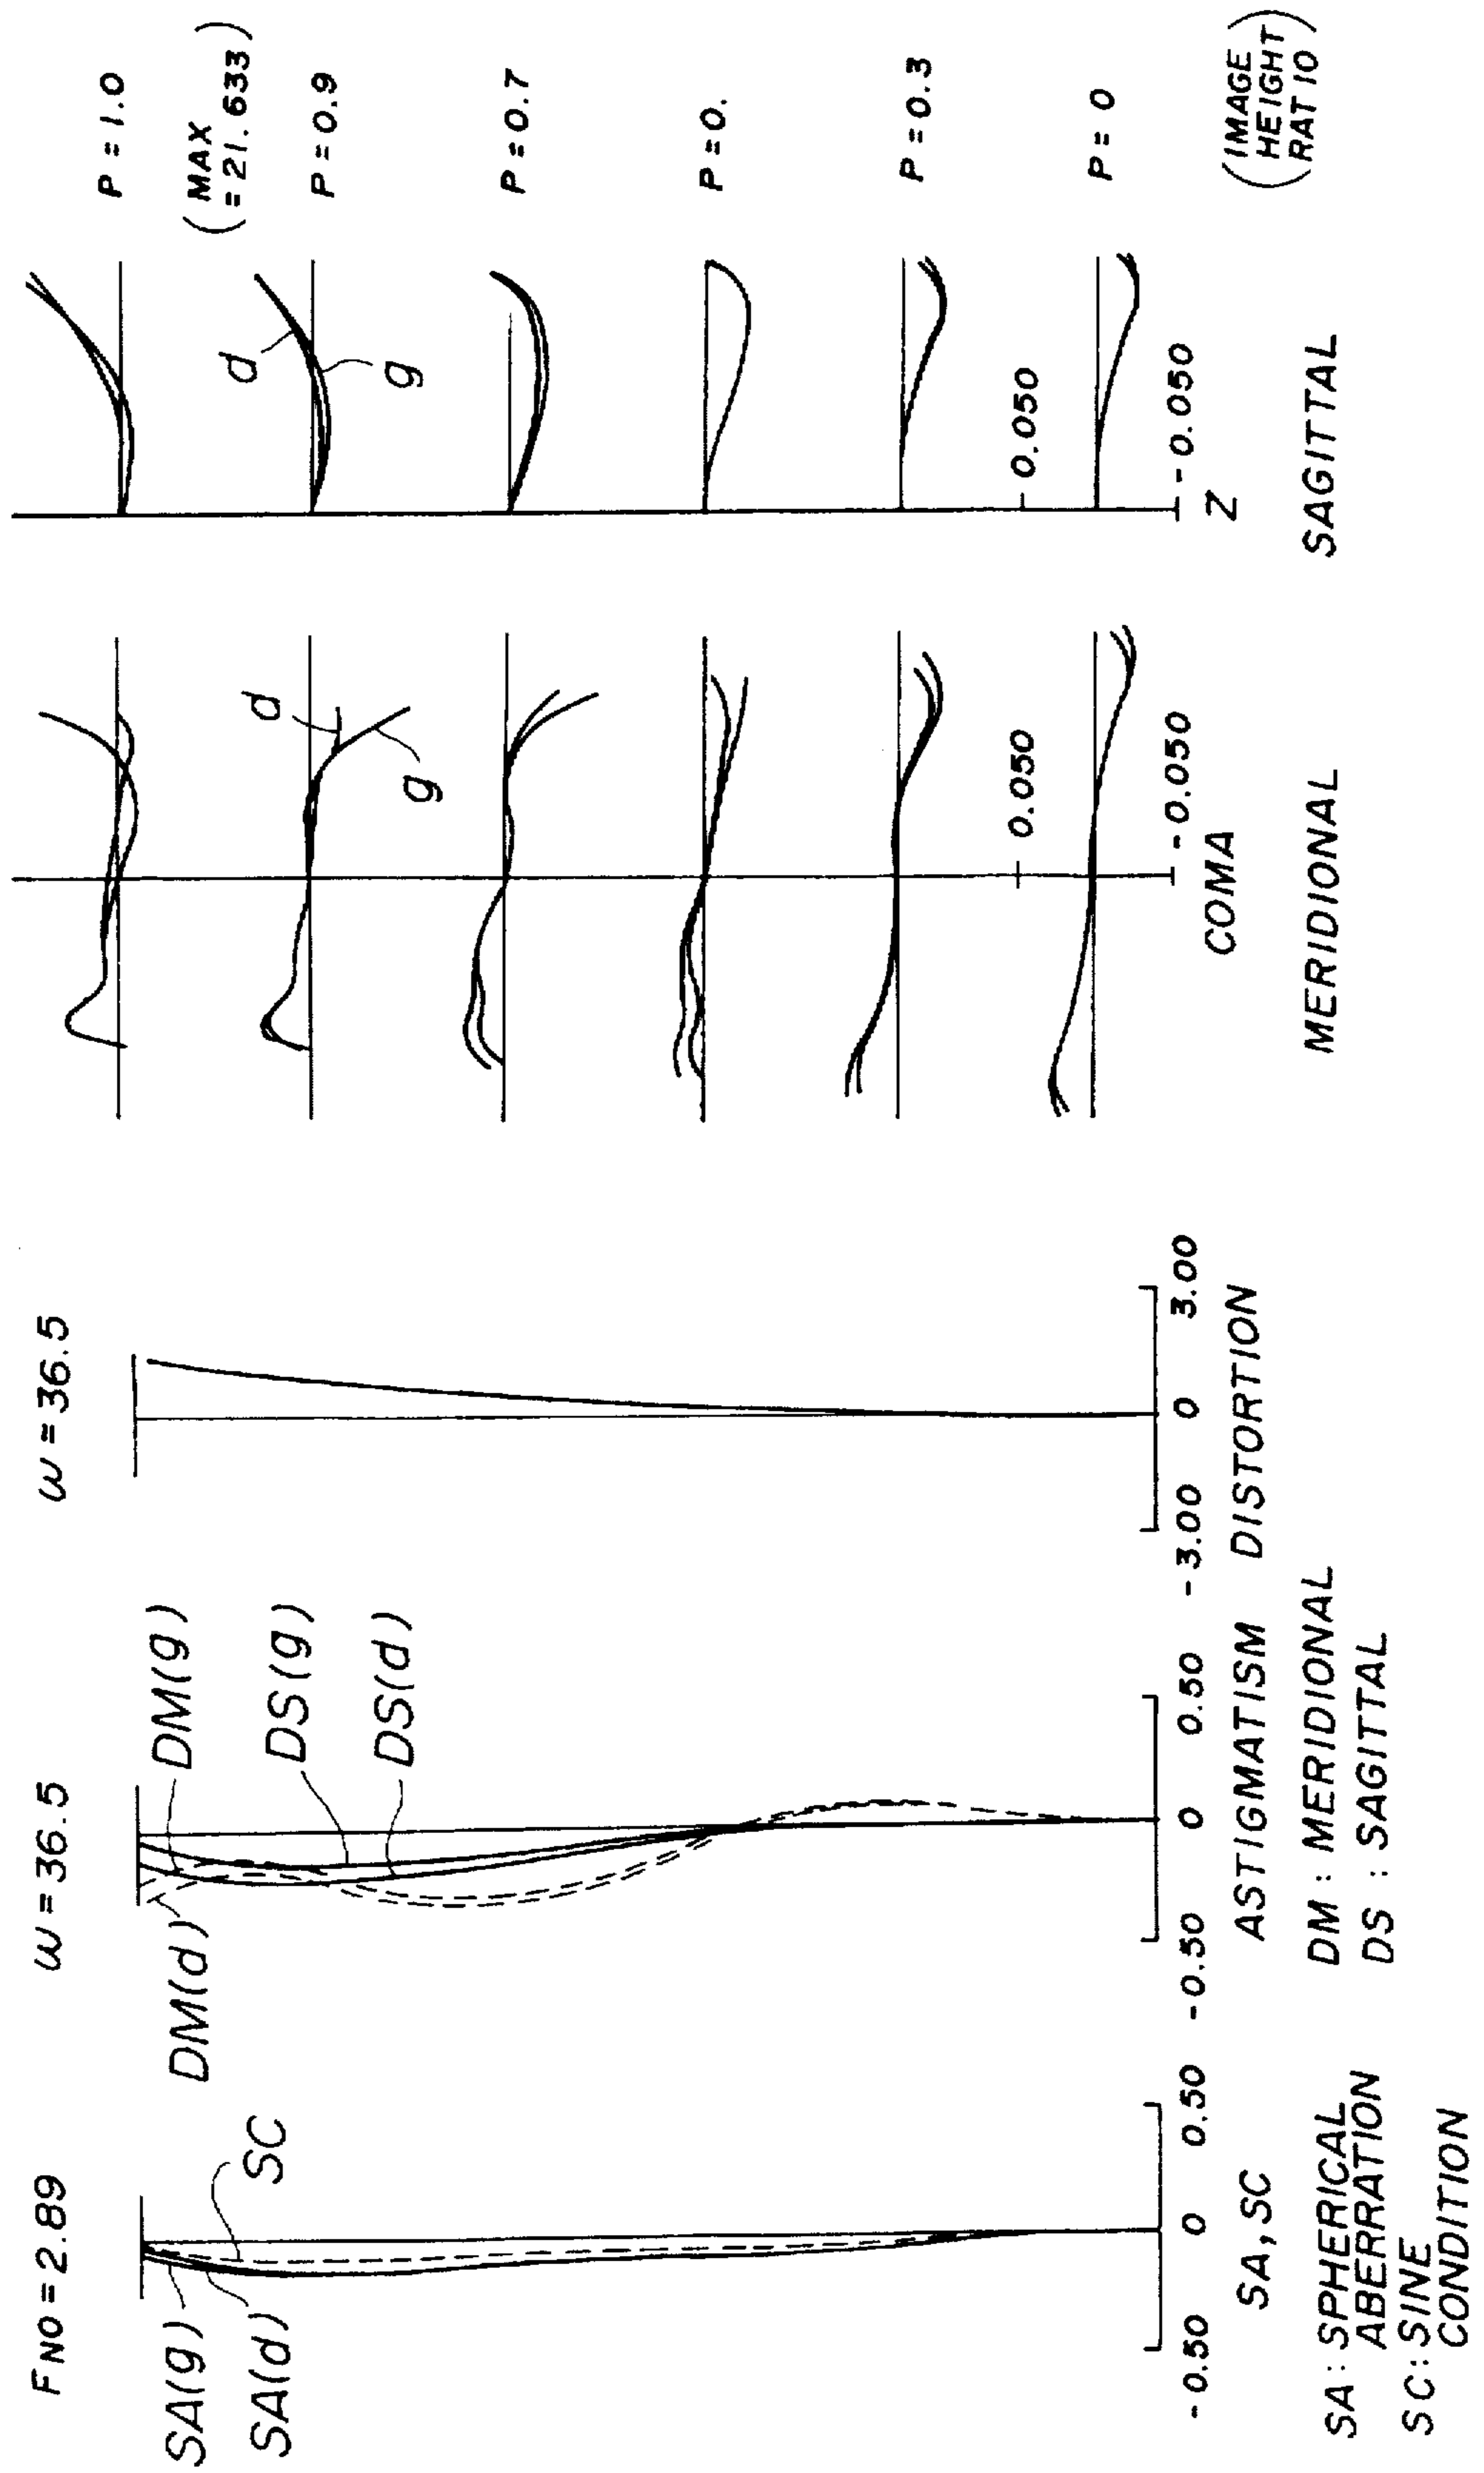 FNO=2.89
SA(g)
SA(d)
SC
-0.50 0 0.50
SA,SC
SA:SPHERICAL
ABERRATION
SC:SINE
CONDITION
ω=36.5
DM(d)
DM(g)
DS(g)
DS(d)
-0.50 0 0.50
ASTIGMATISM
DM:MERIDIONAL
DS:SAGITTAL
ω=36.5
-3.00 0 3.00
DISTORTION
d
g
0.050
-0.050
COMA
MERIDIONAL
d
g
0.050
-0.050
Z
SAGITTAL
P=1.0
(MAX
=21.633)
P=0.9
P=0.7
P=0.
P=0.3
P=0
(IMAGE
HEIGHT
RATIO)